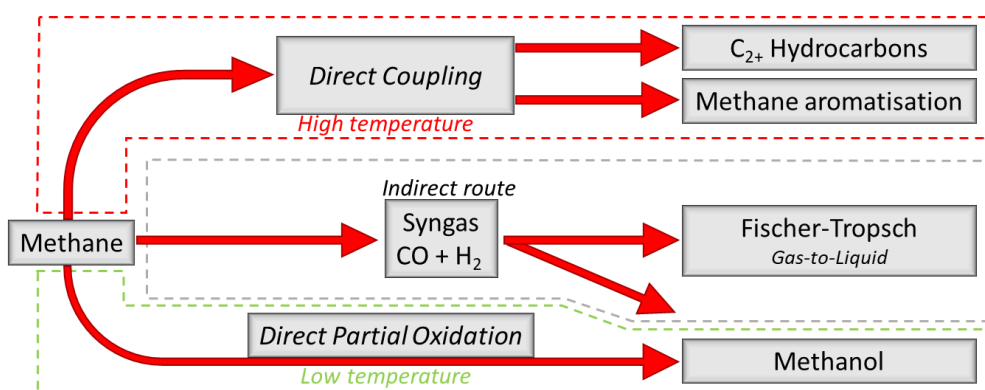 Direct Coupling
High temperature
C₂₊ Hydrocarbons
Methane aromatisation
Methane
Indirect route
Syngas
CO + H₂
Fischer-Tropsch
Gas-to-Liquid
Direct Partial Oxidation
Low temperature
Methanol